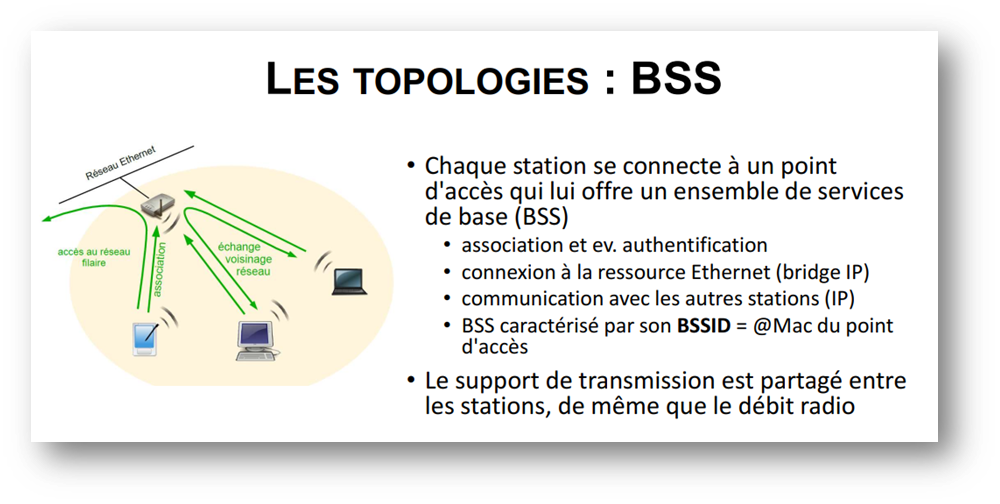 LES TOPOLOGIES : BSS
Réseau Ethernet
accès au réseau
filaire
association
échange
voisinage
réseau
• Chaque station se connecte à un point
d'accès qui lui offre un ensemble de services
de base (BSS)
• association et ev. authentification
• connexion à la ressource Ethernet (bridge IP)
• communication avec les autres stations (IP)
• BSS caractérisé par son BSSID = @Mac du point
d'accès
• Le support de transmission est partagé entre
les stations, de même que le débit radio